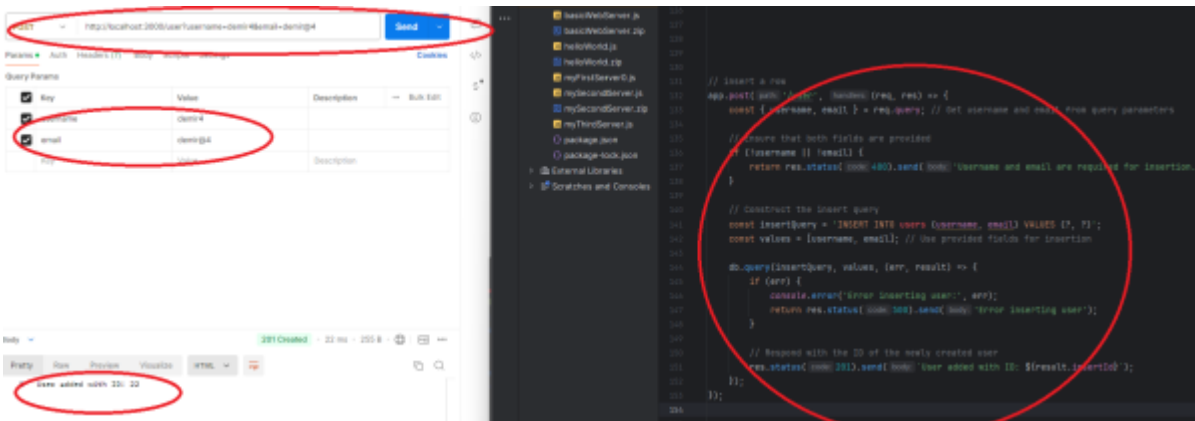 POST http://localhost:3000/user?username=demir4&email=demir@4 Send
Params Auth Headers (7) Body Scripts Settings Cookies
Query Params
Key Value Description Bulk Edit
username demir4
email demir@4
Key Value Description
Body 201 Created 22 ms 255 B
Pretty Raw Preview Visualize HTML
User added with ID: 22
basicWebServer.js
basicWebServer.zip
helloWorld.js
helloWorld.zip
myFirstServer0.js
mySecondServer.js
mySecondServer.zip
myThirdServer.js
package.json
package-lock.json
External Libraries
Scratches and Consoles
// insert a row
app.post( path: '/user', handlers: (req, res) => {
const { username, email } = req.query; // Get username and email from query parameters
// Ensure that both fields are provided
if (!username || !email) {
return res.status( code: 400).send( body: 'Username and email are required for insertion.
}
// Construct the insert query
const insertQuery = 'INSERT INTO users (username, email) VALUES (?, ?)';
const values = [username, email]; // Use provided fields for insertion
db.query(insertQuery, values, (err, result) => {
if (err) {
console.error('Error inserting user:', err);
return res.status( code: 500).send( body: 'Error inserting user');
}
// Respond with the ID of the newly created user
res.status( code: 201).send( body: `User added with ID: ${result.insertId}`);
});
});